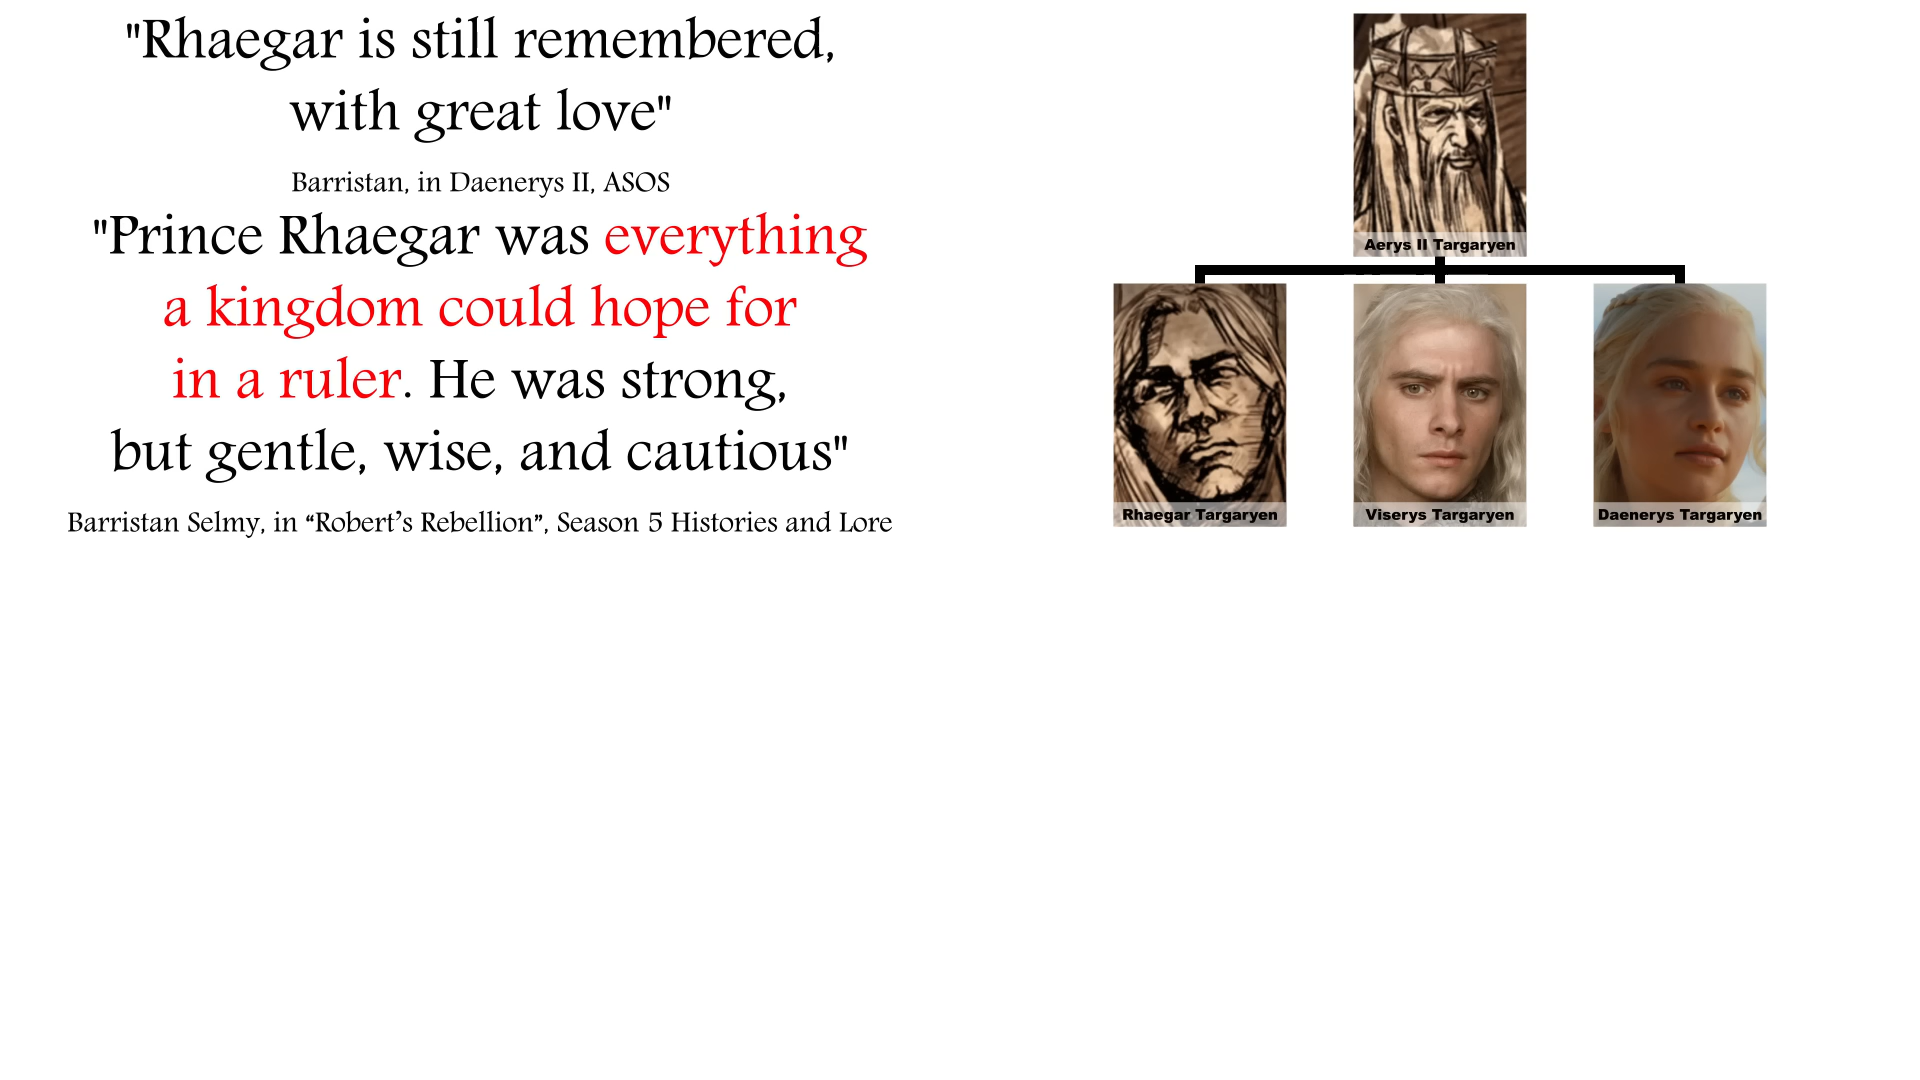 "Rhaegar is still remembered,
with great love"
Barristan, in Daenerys II, ASOS
"Prince Rhaegar was everything
a kingdom could hope for
in a ruler. He was strong,
but gentle, wise, and cautious"
Barristan Selmy, in “Robert’s Rebellion”, Season 5 Histories and Lore
Aerys II Targaryen
Rhaegar Targaryen
Viserys Targaryen
Daenerys Targaryen